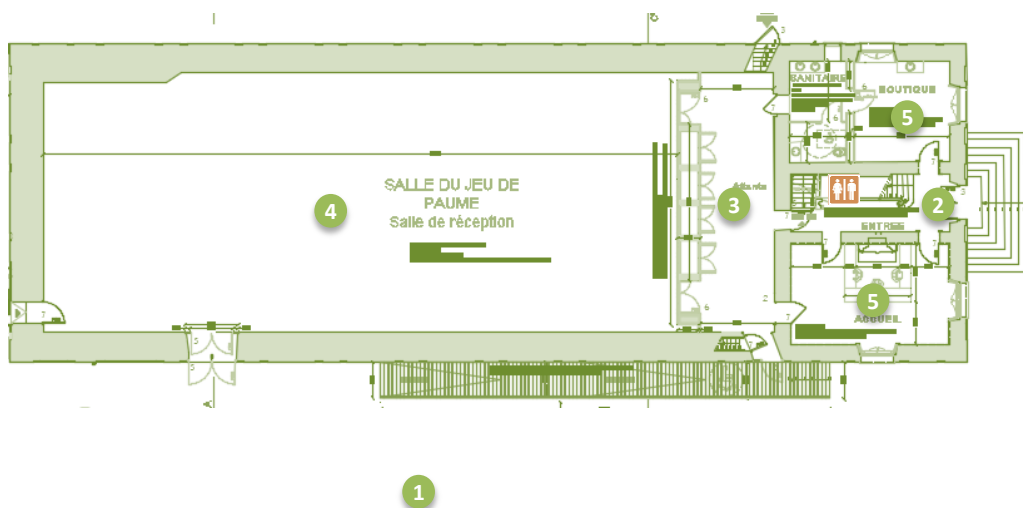 SANITAIRE
BOUTIQUE
5
SALLE DU JEU DE
PAUME
Salle de réception
4
3
2
ENTREE
5
ACCUEIL
1